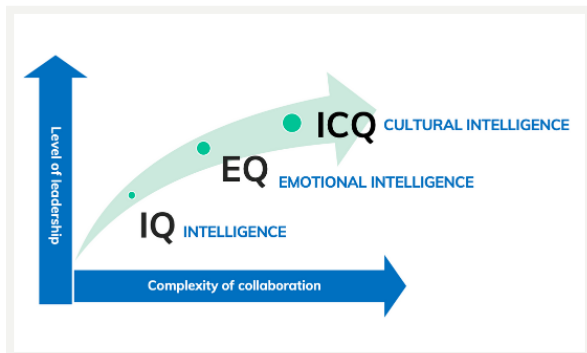 ICQ CULTURAL INTELLIGENCE
EQ EMOTIONAL INTELLIGENCE
IQ INTELLIGENCE
Level of leadership
Complexity of collaboration